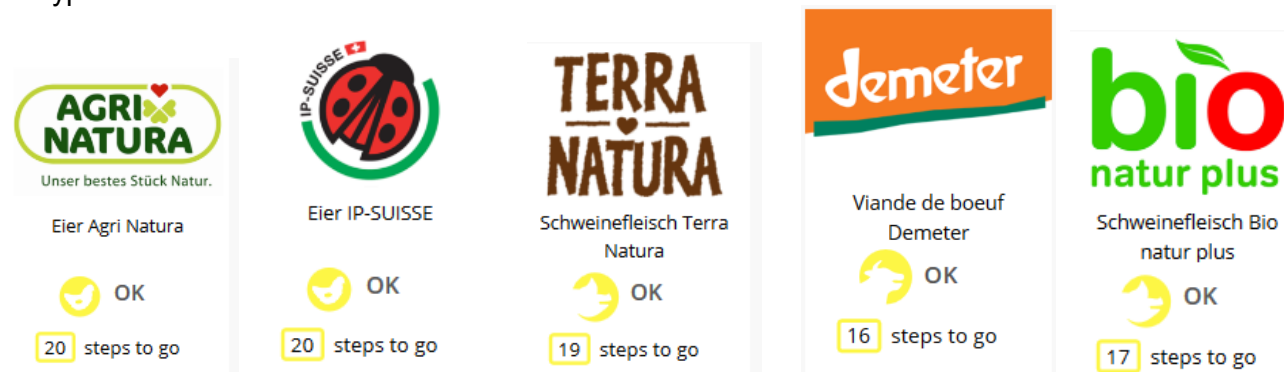 AGRI
NATURA
Unser bestes Stück Natur.
Eier Agri Natura
OK
20 steps to go
IP-SUISSE
Eier IP-SUISSE
OK
20 steps to go
TERRA
NATURA
Schweinefleisch Terra
Natura
OK
19 steps to go
demeter
Viande de boeuf
Demeter
OK
16 steps to go
bio
natur plus
Schweinefleisch Bio
natur plus
OK
17 steps to go